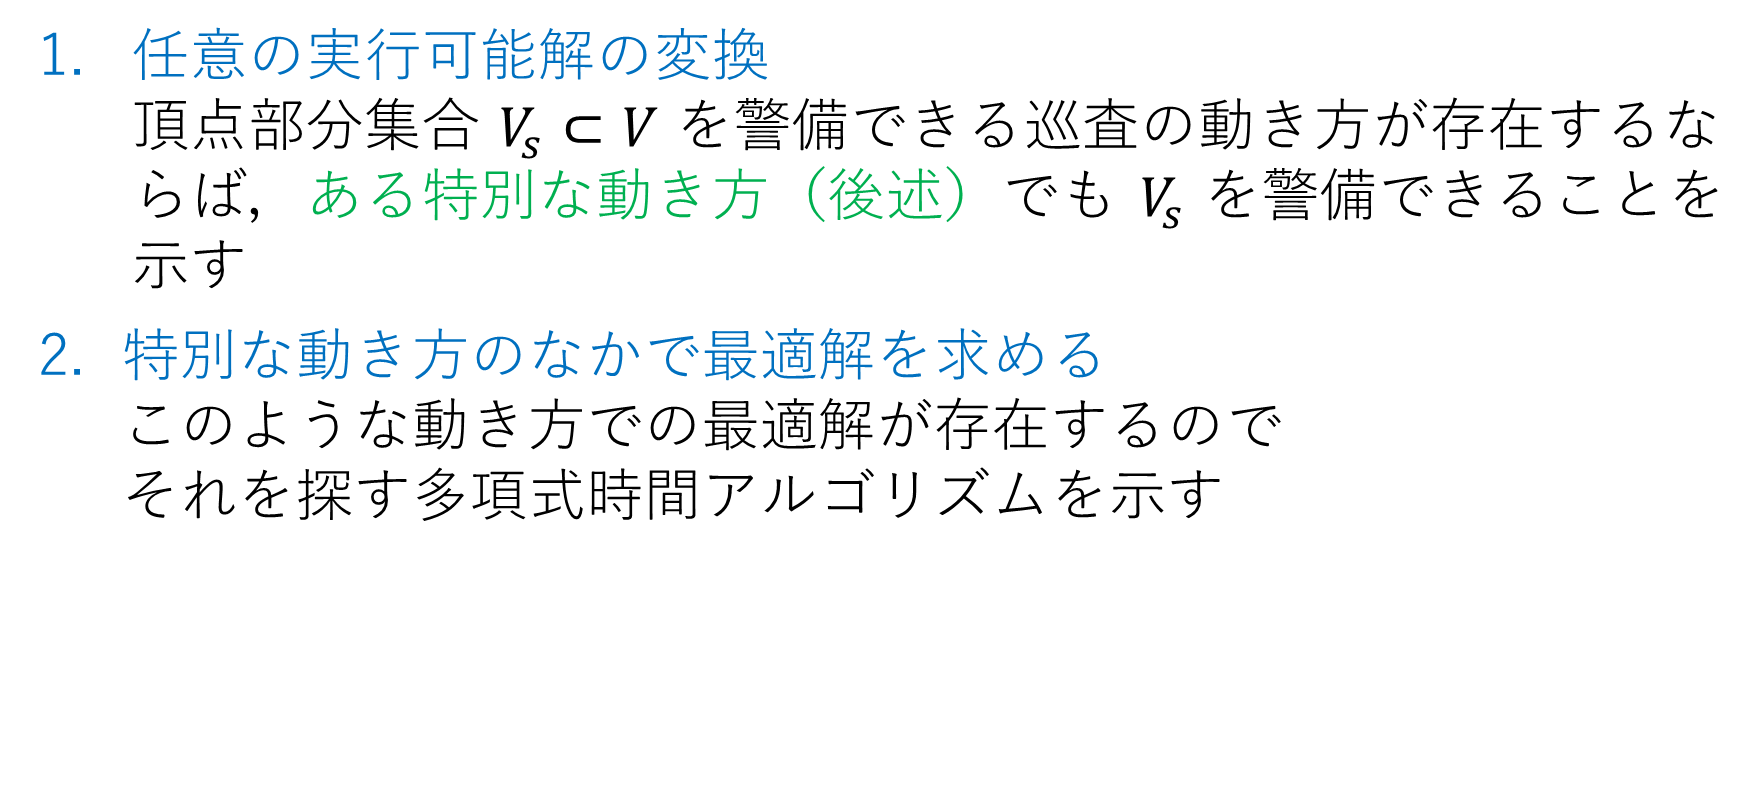 1. 任意の実行可能解の変換
頂点部分集合 Vₛ ⊂ V を警備できる巡査の動き方が存在するな
らば, ある特別な動き方（後述）でも Vₛ を警備できることを
示す
2. 特別な動き方のなかで最適解を求める
このような動き方での最適解が存在するので
それを探す多項式時間アルゴリズムを示す